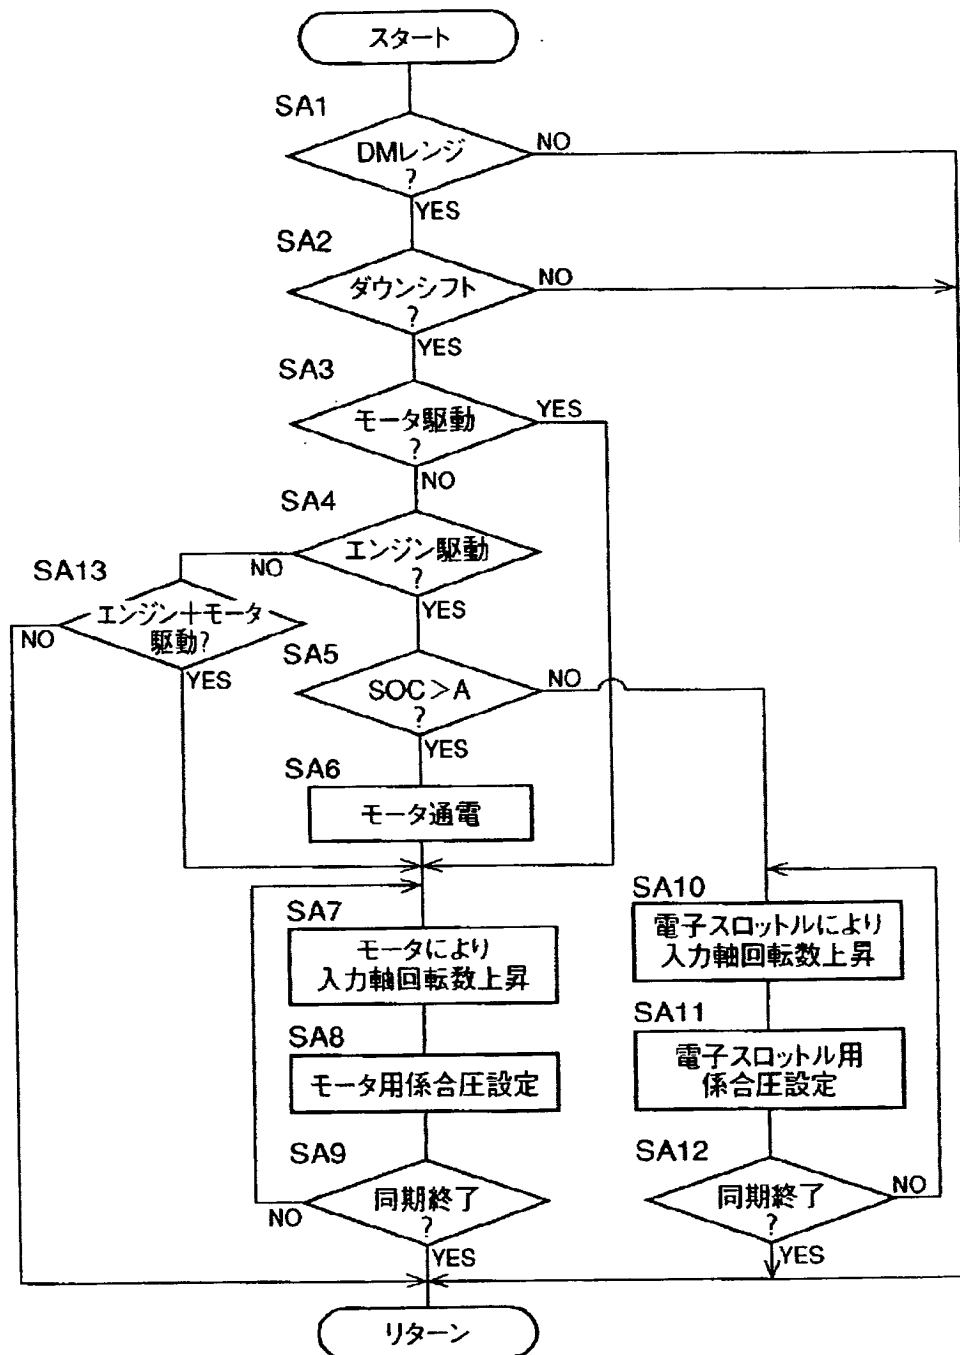 スタート
SA1
DMレンジ
?
NO
YES
SA2
ダウンシフト
?
NO
YES
SA3
モータ駆動
?
YES
NO
SA4
エンジン駆動
?
NO
YES
SA13
エンジン+モータ
駆動?
NO
YES
SA5
SOC>A
?
NO
YES
SA6
モータ通電
SA7
モータにより
入力軸回転数上昇
SA8
モータ用係合圧設定
SA9
同期終了
?
NO
YES
SA10
電子スロットルにより
入力軸回転数上昇
SA11
電子スロットル用
係合圧設定
SA12
同期終了
?
NO
YES
リターン